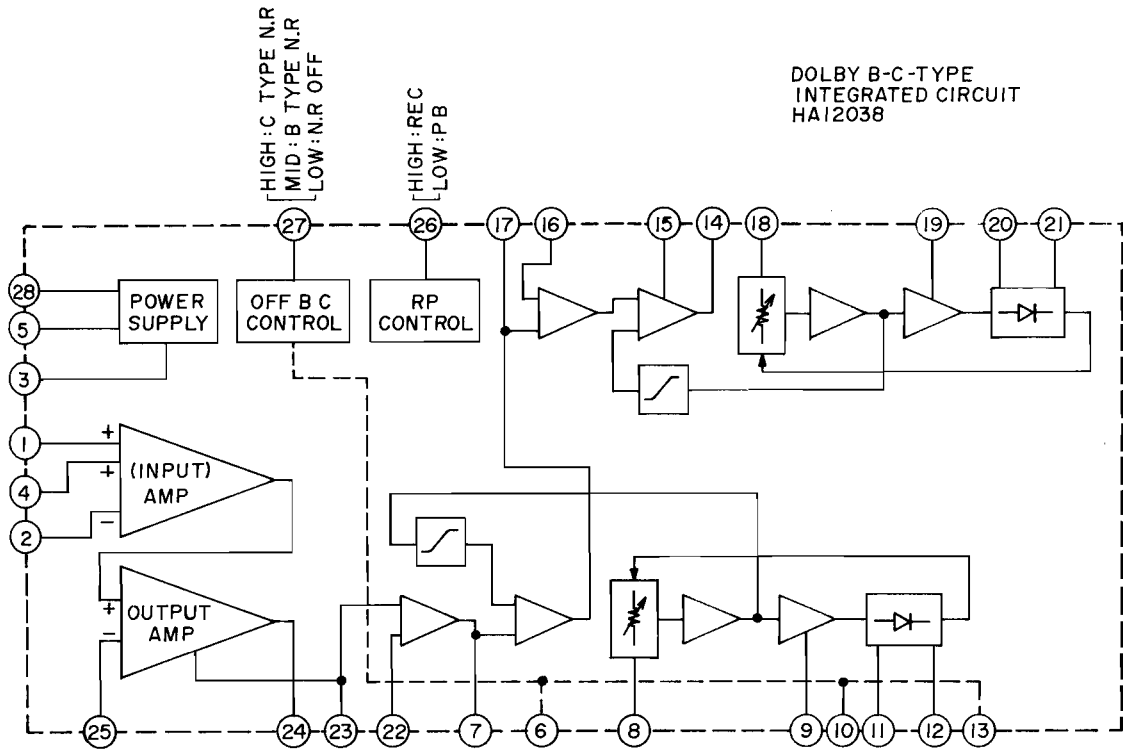 HIGH:C TYPE N.R
MID:B TYPE N.R
LOW:N.R OFF
HIGH:REC
LOW:PB
DOLBY B-C-TYPE
INTEGRATED CIRCUIT
HA12038
27
26
17
16
15
14
18
19
20
21
28
5
3
POWER
SUPPLY
OFF B C
CONTROL
RP
CONTROL
1
4
2
+
+
−
(INPUT)
AMP
+
−
OUTPUT
AMP
25
24
23
22
7
6
8
9
10
11
12
13